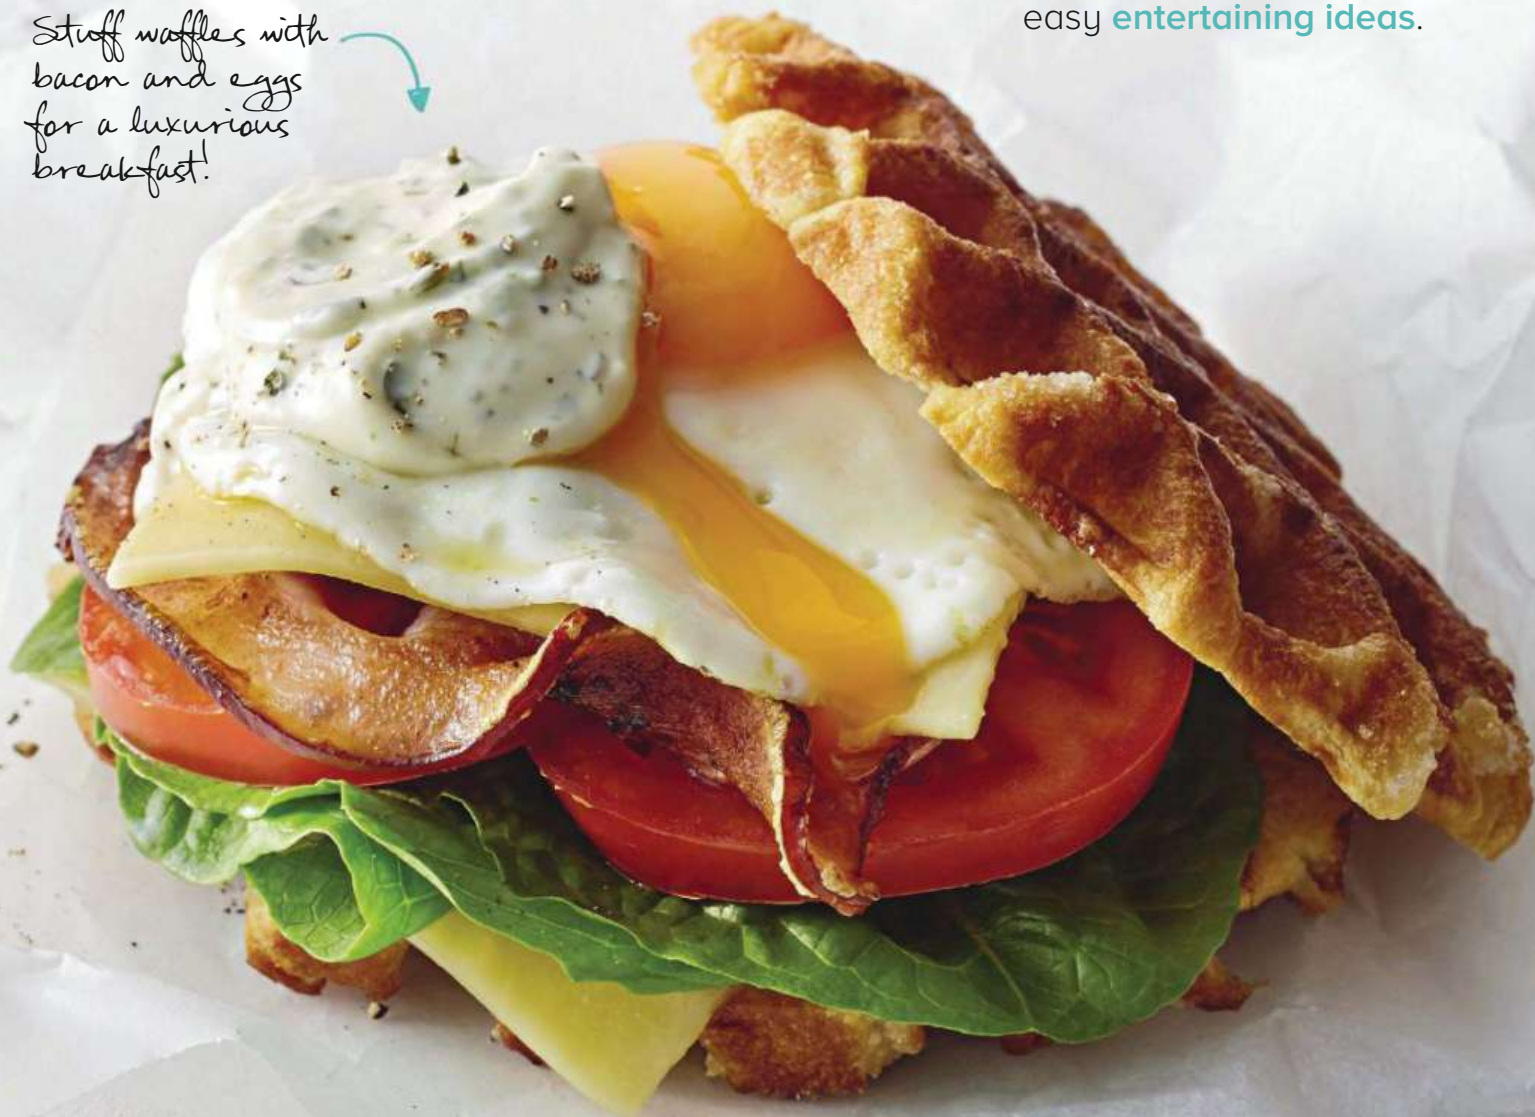 Stuff waffles with
bacon and eggs
for a luxurious
breakfast!
easy entertaining ideas.